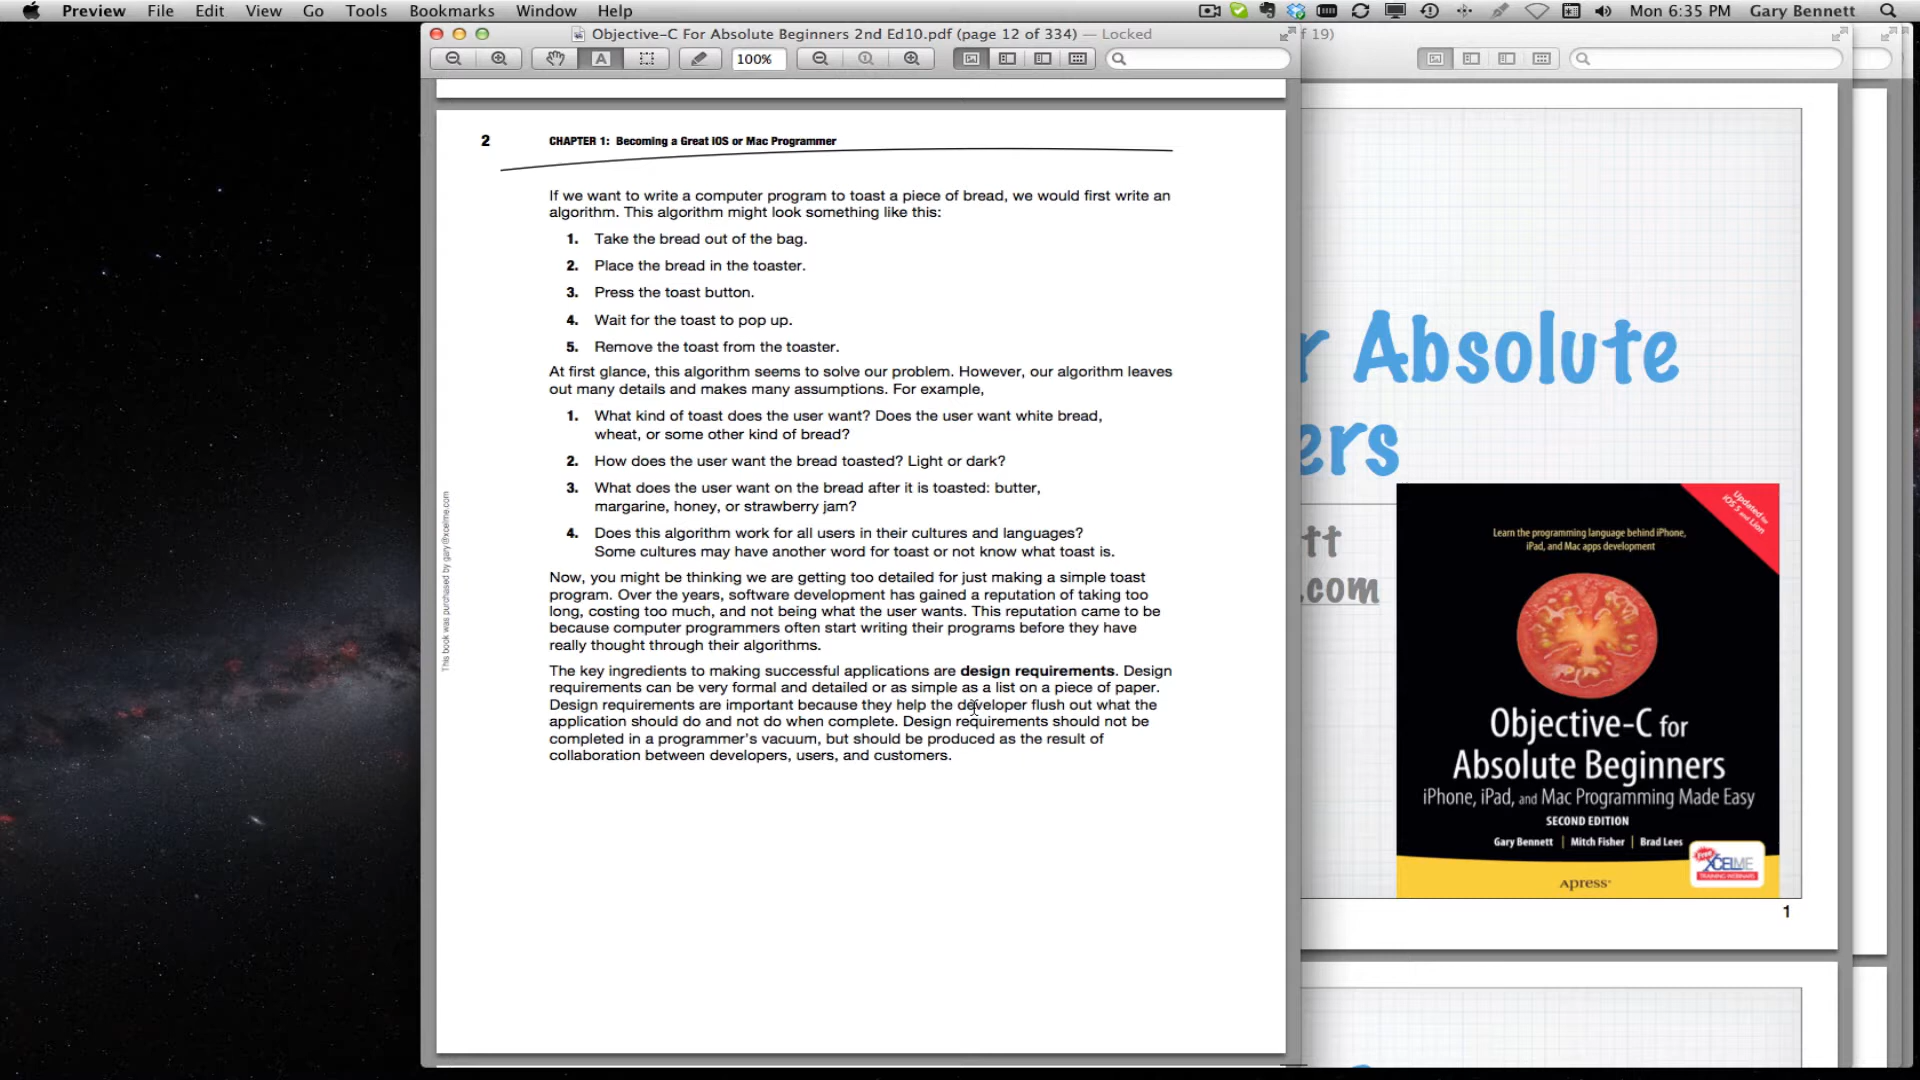 Preview File Edit View Go Tools Bookmarks Window Help Mon 6:35 PM Gary Bennett
Objective-C For Absolute Beginners 2nd Ed10.pdf (page 12 of 334) — Locked
f 19)
A 100%
2 CHAPTER 1: Becoming a Great iOS or Mac Programmer
If we want to write a computer program to toast a piece of bread, we would first write an
algorithm. This algorithm might look something like this:
1. Take the bread out of the bag.
2. Place the bread in the toaster.
3. Press the toast button.
4. Wait for the toast to pop up.
5. Remove the toast from the toaster.
At first glance, this algorithm seems to solve our problem. However, our algorithm leaves
out many details and makes many assumptions. For example,
1. What kind of toast does the user want? Does the user want white bread,
wheat, or some other kind of bread?
2. How does the user want the bread toasted? Light or dark?
3. What does the user want on the bread after it is toasted: butter,
margarine, honey, or strawberry jam?
4. Does this algorithm work for all users in their cultures and languages?
Some cultures may have another word for toast or not know what toast is.
Now, you might be thinking we are getting too detailed for just making a simple toast
program. Over the years, software development has gained a reputation of taking too
long, costing too much, and not being what the user wants. This reputation came to be
because computer programmers often start writing their programs before they have
really thought through their algorithms.
The key ingredients to making successful applications are design requirements. Design
requirements can be very formal and detailed or as simple as a list on a piece of paper.
Design requirements are important because they help the developer flush out what the
application should do and not do when complete. Design requirements should not be
completed in a programmer's vacuum, but should be produced as the result of
collaboration between developers, users, and customers.
This book was purchased by gary@xcelme.com
r Absolute
ers
tt
.com
Updated for
iOS 5 and Lion
Learn the programming language behind iPhone,
iPad, and Mac apps development
Objective-C for
Absolute Beginners
iPhone, iPad, and Mac Programming Made Easy
SECOND EDITION
Gary Bennett | Mitch Fisher | Brad Lees
Free
XCELME
TRAINING WEBINARS
Apress®
1